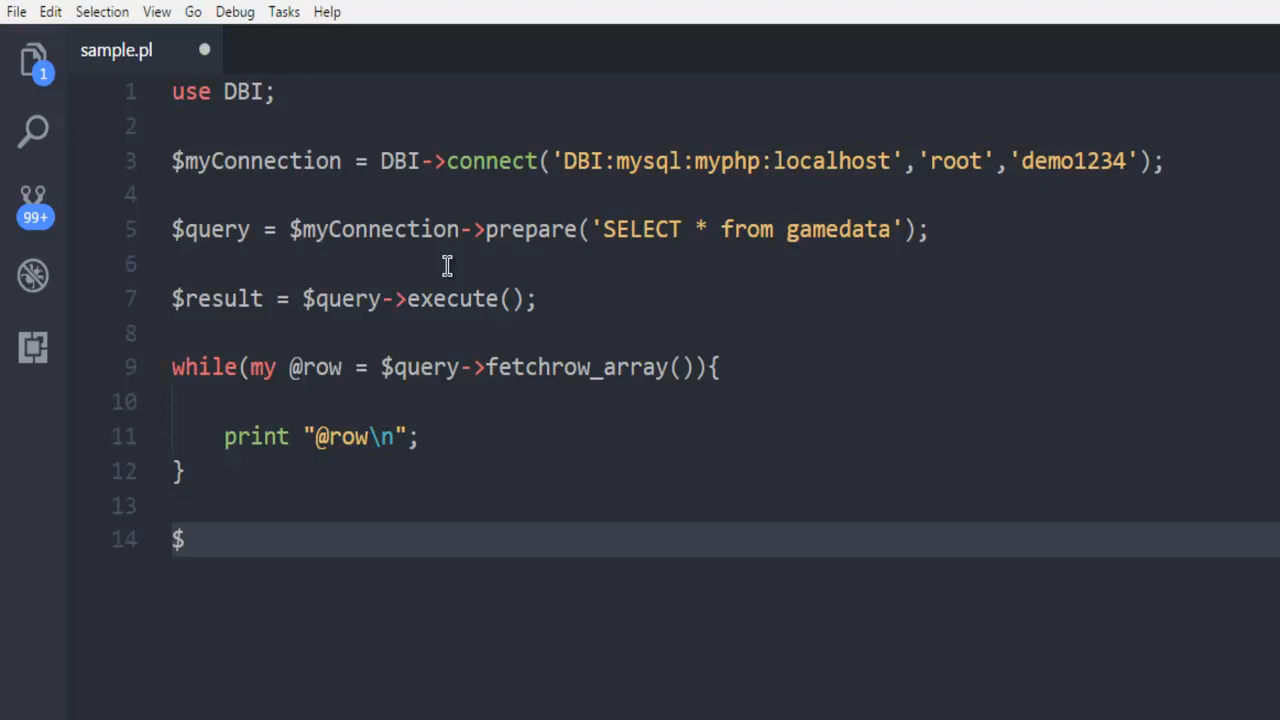 File Edit Selection View Go Debug Tasks Help
sample.pl
1
99+
1 use DBI;
2
3 $myConnection = DBI->connect('DBI:mysql:myphp:localhost','root','demo1234');
4
5 $query = $myConnection->prepare('SELECT * from gamedata');
6
7 $result = $query->execute();
8
9 while(my @row = $query->fetchrow_array()){
10
11 print "@row\n";
12 }
13
14 $